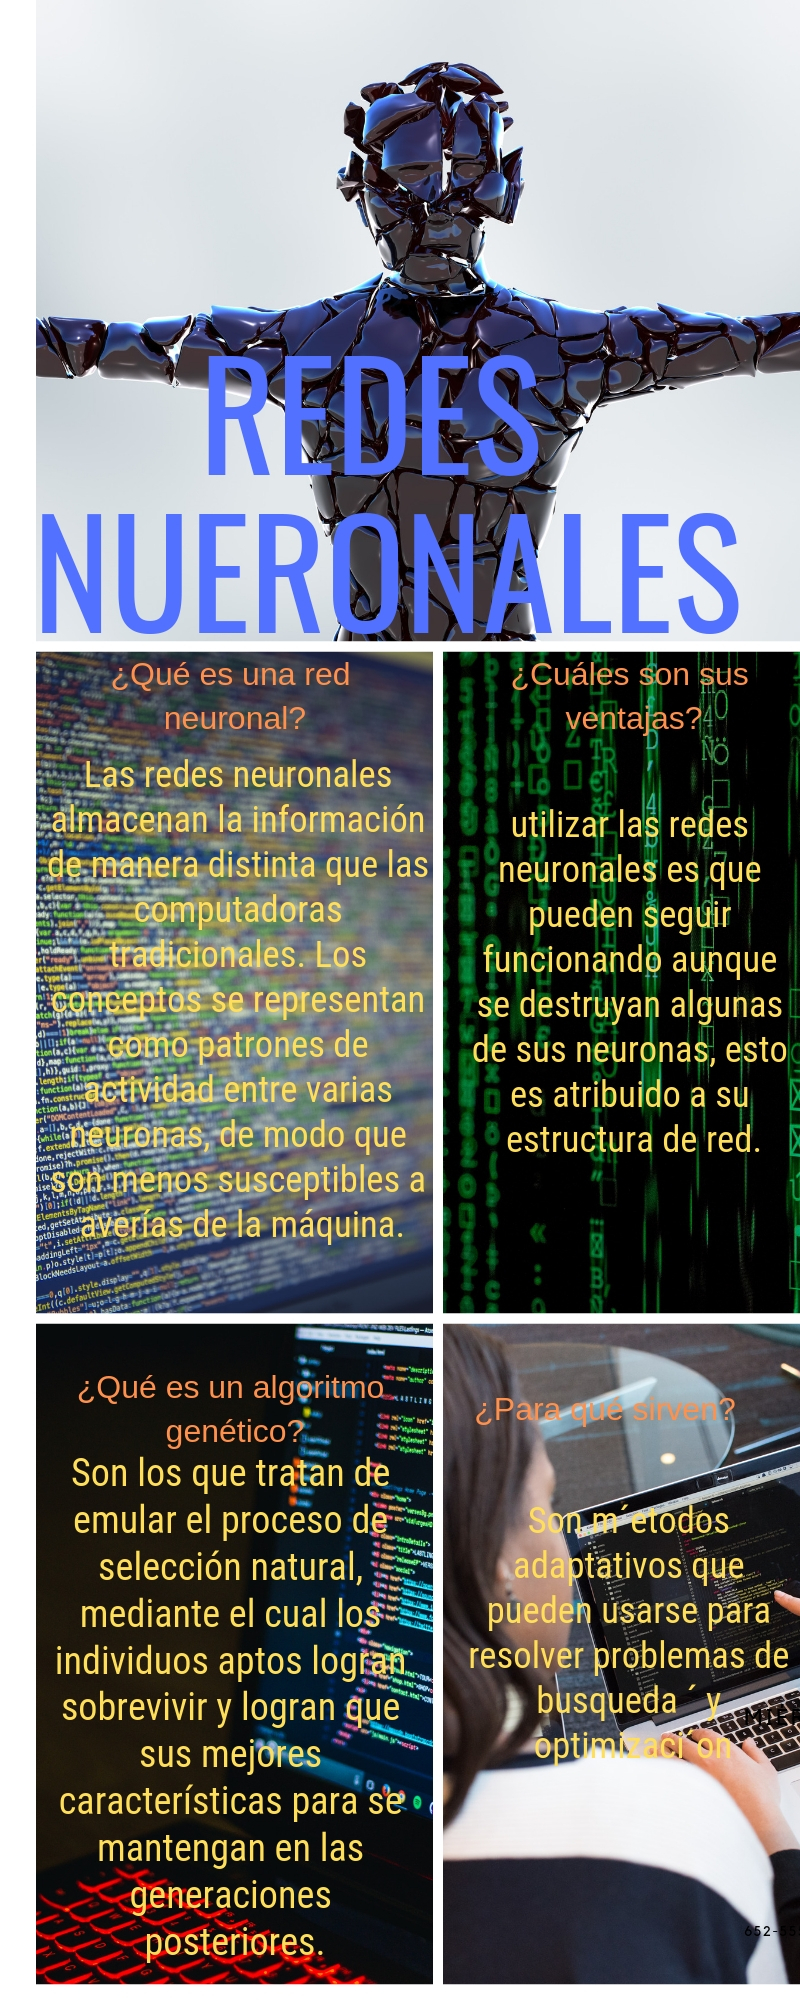 REDES
NUERONALES
¿Qué es una red
neuronal?
Las redes neuronales
almacenan la información
de manera distinta que las
computadoras
tradicionales. Los
conceptos se representan
como patrones de
actividad entre varias
neuronas, de modo que
son menos susceptibles a
averías de la máquina.
¿Cuáles son sus
ventajas?
utilizar las redes
neuronales es que
pueden seguir
funcionando aunque
se destruyan algunas
de sus neuronas, esto
es atribuido a su
estructura de red.
¿Qué es un algoritmo
genético?
Son los que tratan de
emular el proceso de
selección natural,
mediante el cual los
individuos aptos logran
sobrevivir y logran que
sus mejores
características para se
mantengan en las
generaciones
posteriores.
¿Para qué sirven?
Son m´etodos
adaptativos que
pueden usarse para
resolver problemas de
busqueda ´ y
optimizaci´on